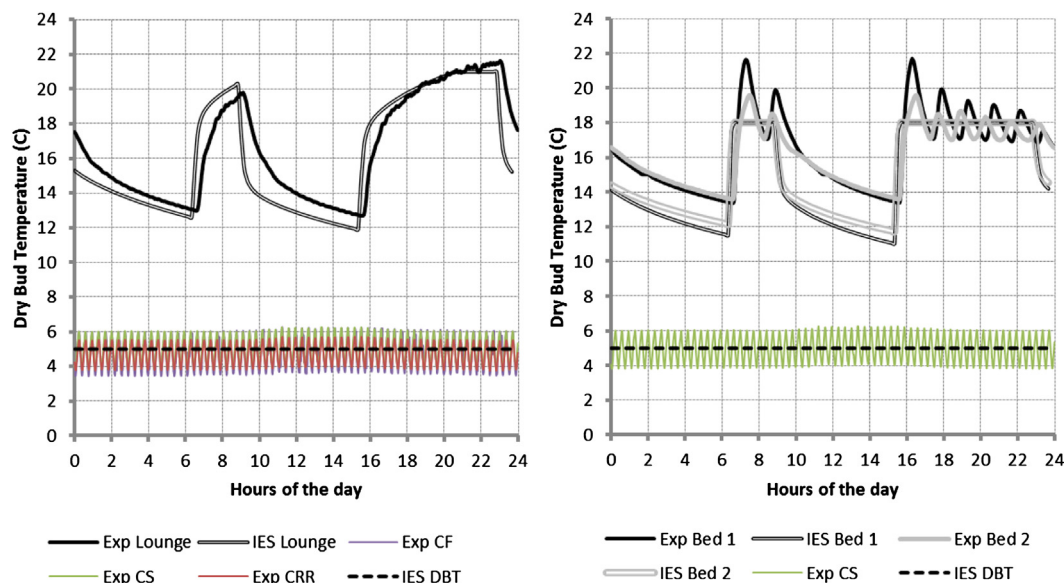 Dry Bud Temperature (C)
24
22
20
18
16
14
12
10
8
6
4
2
0
0 2 4 6 8 10 12 14 16 18 20 22 24
Hours of the day
Exp Lounge IES Lounge Exp CF
Exp CS Exp CRR IES DBT
Dry Bud Temperature (C)
24
22
20
18
16
14
12
10
8
6
4
2
0
0 2 4 6 8 10 12 14 16 18 20 22 24
Hours of the day
Exp Bed 1 IES Bed 1 Exp Bed 2
IES Bed 2 Exp CS IES DBT